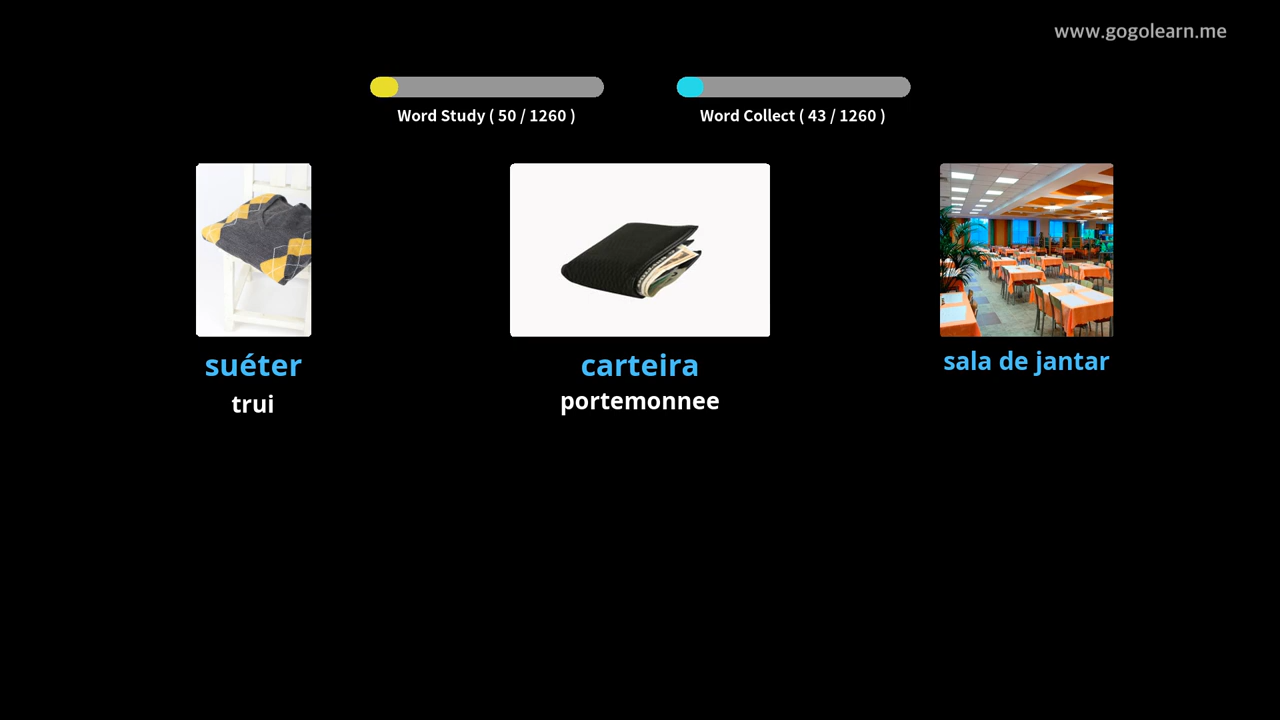 www.gogolearn.me
Word Study ( 50 / 1260 )
Word Collect ( 43 / 1260 )
suéter
trui
carteira
portemonnee
sala de jantar